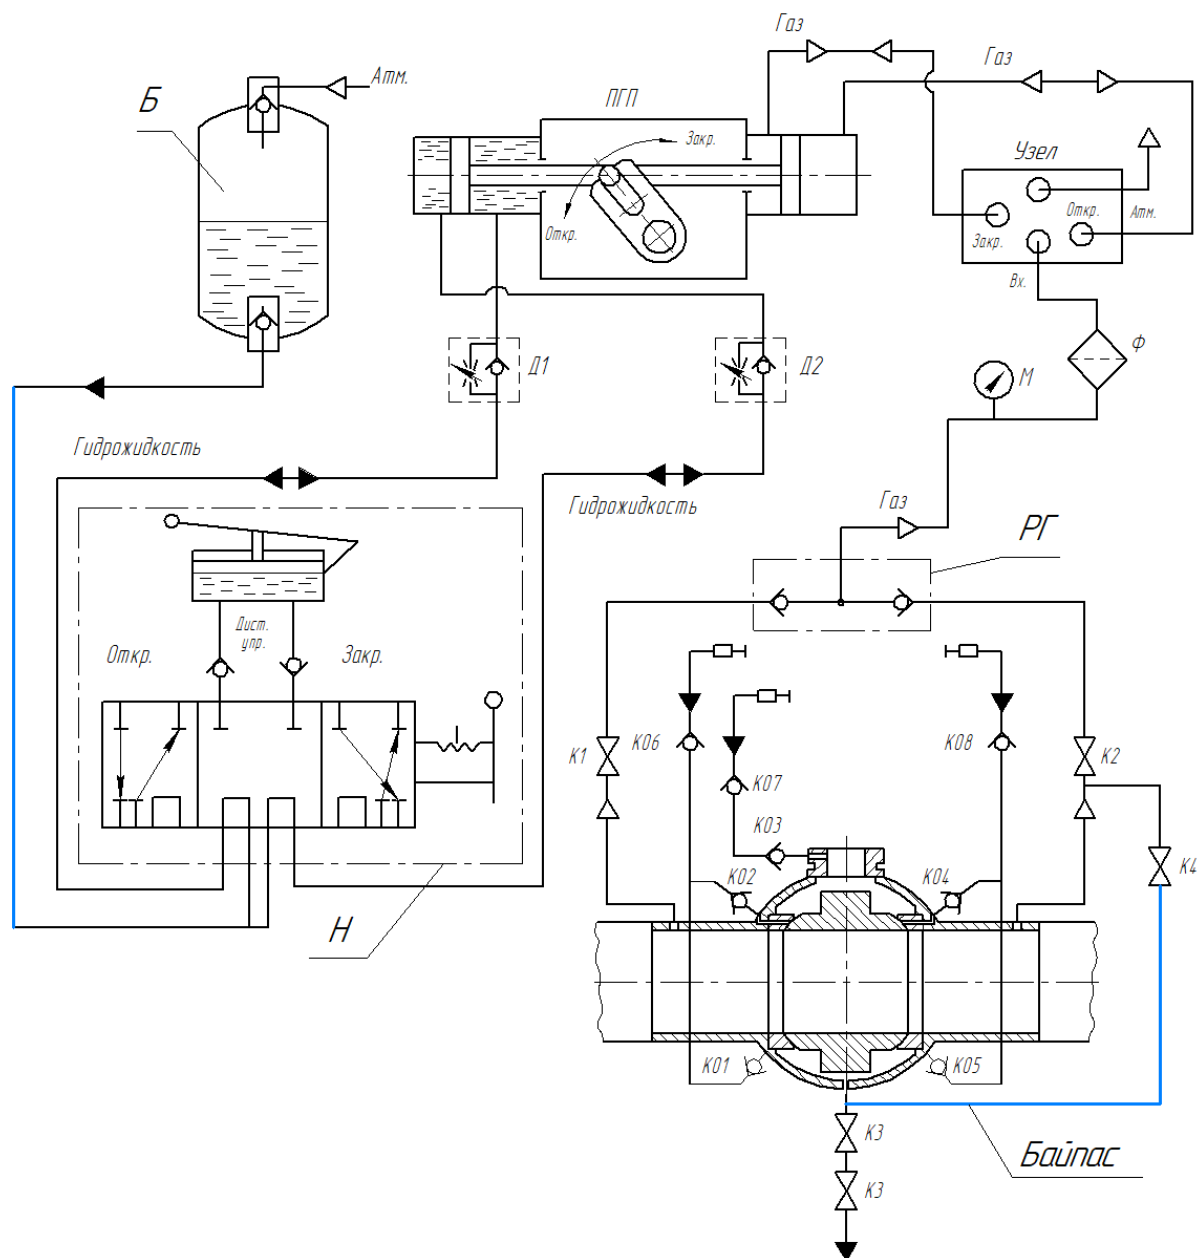 Газ
Газ
Атм.
Б
ПГП
Закр.
Откр.
Узел
Откр.
Атм.
Закр.
Вх.
Ф
М
Д1
Д2
Гидрожидкость
Гидрожидкость
Газ
РГ
Дист.
упр.
Откр.
Закр.
К1
К06
К08
К2
К07
К03
К02
К04
К4
Н
К01
К05
К3
Байпас
К3